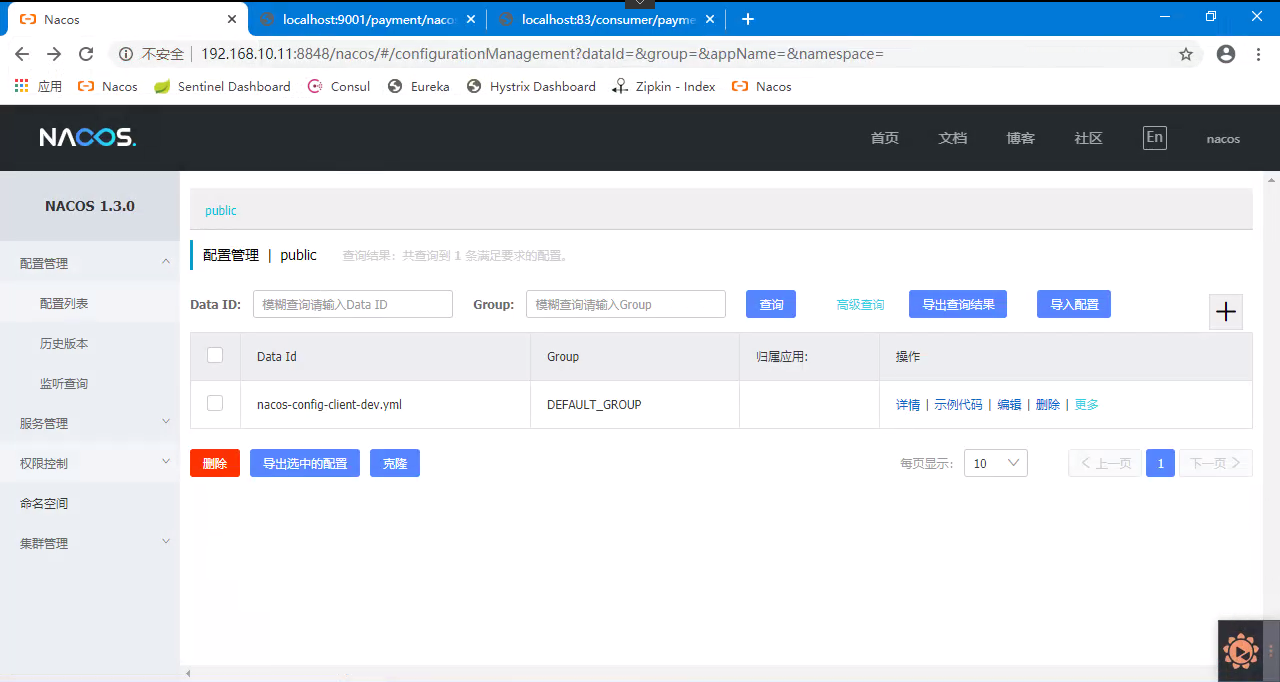 Nacos
localhost:9001/payment/naco
localhost:83/consumer/payme
不安全
192.168.10.11:8848/nacos/#/configurationManagement?dataId=&group=&appName=&namespace=
应用 Nacos Sentinel Dashboard Consul Eureka Hystrix Dashboard Zipkin - Index Nacos
NACOS.
首页 文档 博客 社区 En nacos
NACOS 1.3.0
配置管理
配置列表
历史版本
监听查询
服务管理
权限控制
命名空间
集群管理
public
配置管理 | public 查询结果：共查询到 1 条满足要求的配置。
Data ID: 模糊查询请输入Data ID Group: 模糊查询请输入Group 查询 高级查询 导出查询结果 导入配置
Data Id Group 归属应用: 操作
nacos-config-client-dev.yml DEFAULT_GROUP 详情 | 示例代码 | 编辑 | 删除 | 更多
删除 导出选中的配置 克隆 每页显示: 10 上一页 1 下一页